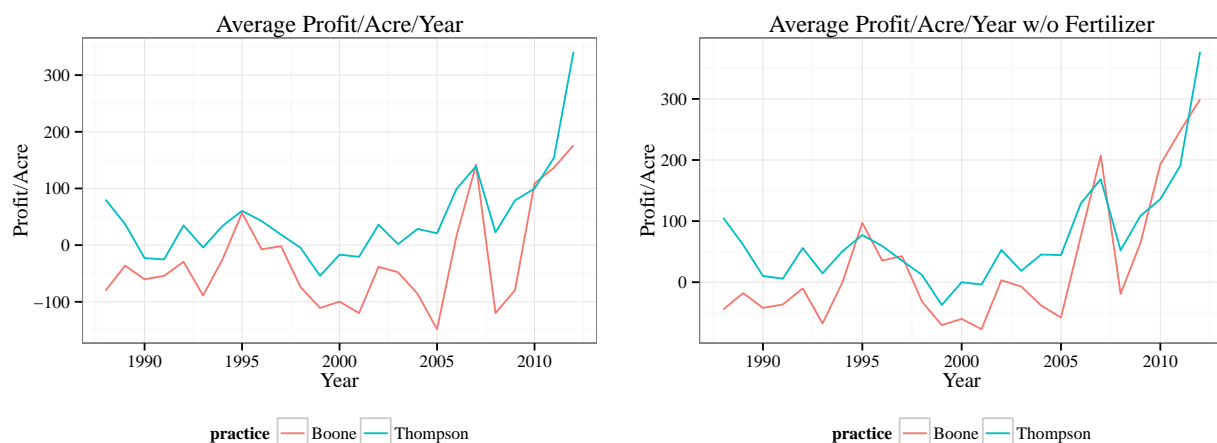 Average Profit/Acre/Year
Profit/Acre
300
200
100
0
−100
1990 1995 2000 2005 2010
Year
practice Boone Thompson
Average Profit/Acre/Year w/o Fertilizer
Profit/Acre
300
200
100
0
1990 1995 2000 2005 2010
Year
practice Boone Thompson